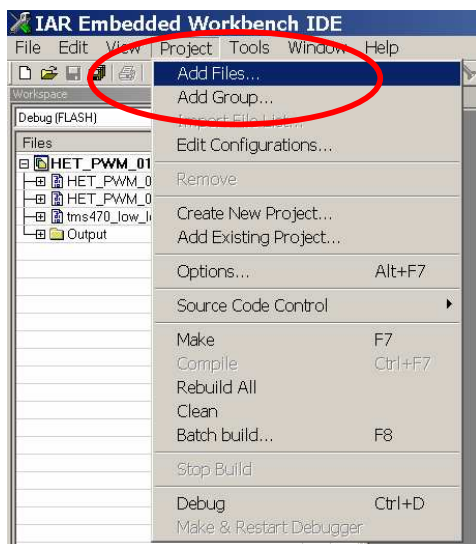 IAR Embedded Workbench IDE
File Edit View Project Tools Window Help
Workspace
Debug (FLASH)
Files
HET_PWM_01
HET_PWM_0
HET_PWM_0
tms470_low_l
Output
Add Files...
Add Group...
Import File List...
Edit Configurations...
Remove
Create New Project...
Add Existing Project...
Options... Alt+F7
Source Code Control
Make F7
Compile Ctrl+F7
Rebuild All
Clean
Batch build... F8
Stop Build
Debug Ctrl+D
Make & Restart Debugger